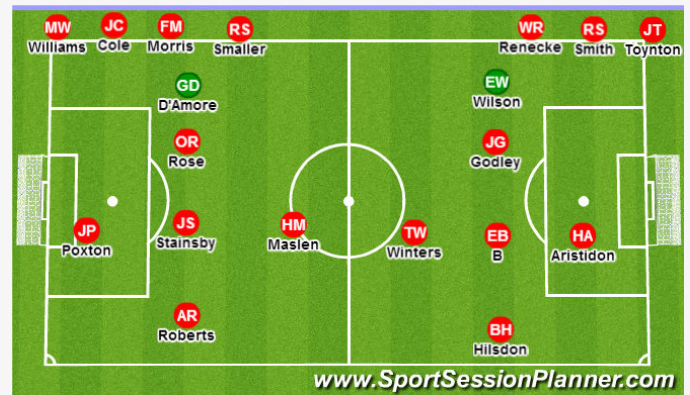 MW
Williams
JC
Cole
FM
Morris
RS
Smaller
WR
Renecke
RS
Smith
JT
Toynton
GD
D'Amore
EW
Wilson
OR
Rose
JG
Godley
JP
Poxton
JS
Stainsby
HM
Maslen
TW
Winters
EB
B
HA
Aristidon
AR
Roberts
BH
Hilsdon
www.SportSessionPlanner.com